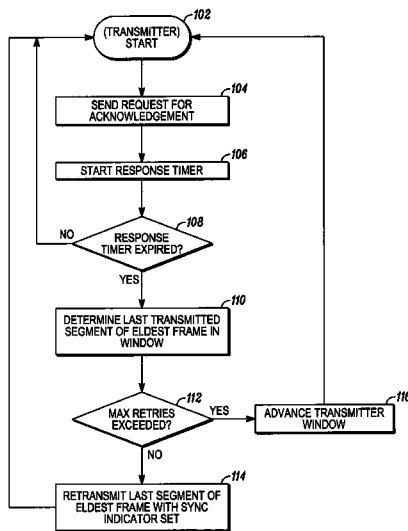 102
(TRANSMITTER)
START
104
SEND REQUEST FOR
ACKNOWLEDGEMENT
106
START RESPONSE TIMER
108
NO
RESPONSE
TIMER EXPIRED?
YES
110
DETERMINE LAST TRANSMITTED
SEGMENT OF ELDEST FRAME IN
WINDOW
112
MAX RETRIES
EXCEEDED?
YES
116
ADVANCE TRANSMITTER
WINDOW
NO
114
RETRANSMIT LAST SEGMENT OF
ELDEST FRAME WITH SYNC
INDICATOR SET